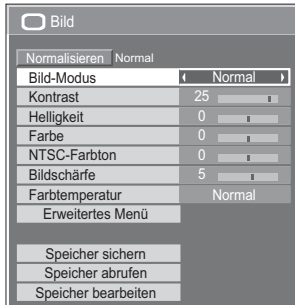 Bild
Normalisieren Normal
Bild-Modus Normal
Kontrast 25
Helligkeit 0
Farbe 0
NTSC-Farbton 0
Bildschärfe 5
Farbtemperatur Normal
Erweitertes Menü
Speicher sichern
Speicher abrufen
Speicher bearbeiten